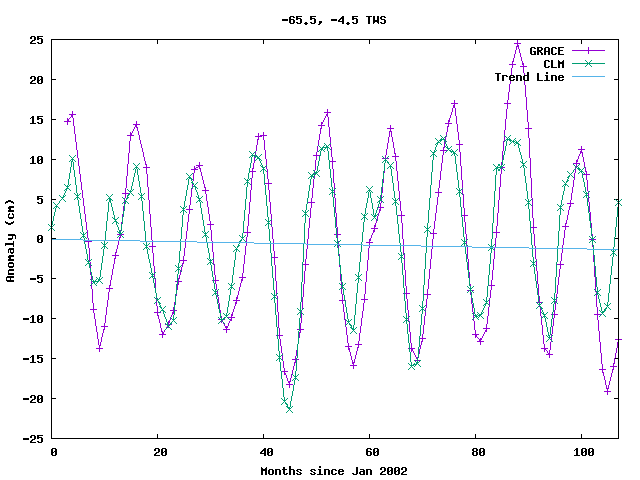 -65.5, -4.5 TWS
GRACE
CLM
Trend Line
25
20
15
10
5
0
-5
-10
-15
-20
-25
Anomaly (cm)
0 20 40 60 80 100
Months since Jan 2002